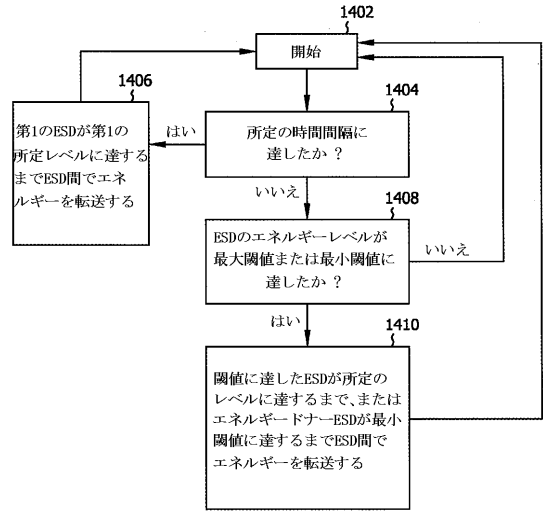 1402
開始
1406
第1のESDが第1の
所定レベルに達する
までESD間でエネ
ルギーを転送する
はい
1404
所定の時間間隔に
達したか？
いいえ
1408
ESDのエネルギーレベルが
最大閾値または最小閾値に
達したか？
いいえ
はい
1410
閾値に達したESDが所定の
レベルに達するまで、または
エネルギードナーESDが最小
閾値に達するまでESD間で
エネルギーを転送する